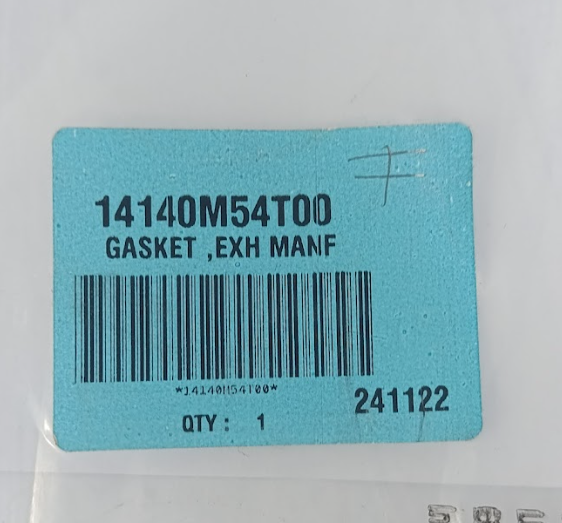 14140M54T00
GASKET ,EXH MANF
*14140M54T00*
241122
QTY : 1